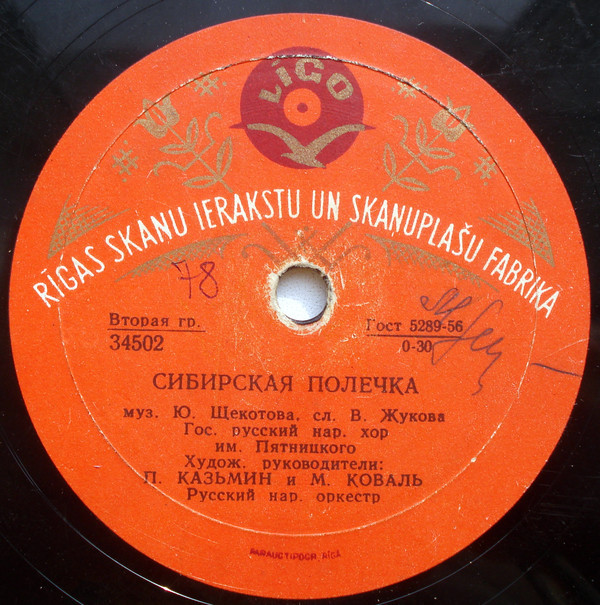 LIGO
RĪGAS SKAŅU IERAKSTU UN SKAŅUPLAŠU FABRIKA
78
Вторая гр.
34502
Гост 5289-56
0-30
СИБИРСКАЯ ПОЛЕЧКА
муз. Ю. Щекотова, сл. В. Жукова
Гос. русский нар. хор
им. Пятницкого
Худож. руководители:
П. КАЗЬМИН и М. КОВАЛЬ
Русский нар. оркестр
RĪGĀ